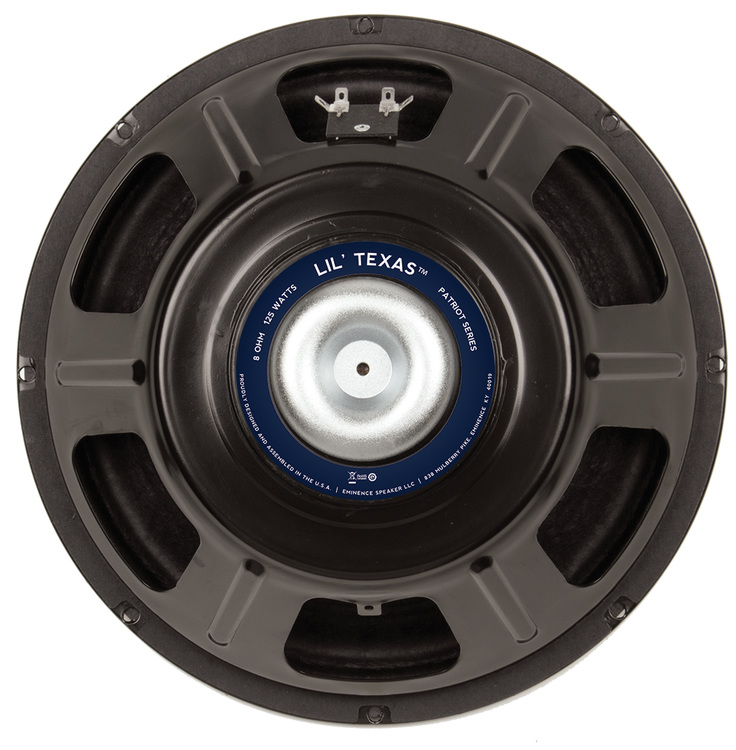 LIL' TEXAS™
8 OHM 125 WATTS
PATRIOT SERIES
PROUDLY DESIGNED AND ASSEMBLED IN THE U.S.A. | EMINENCE SPEAKER LLC | 838 MULBERRY PIKE, EMINENCE KY 40019